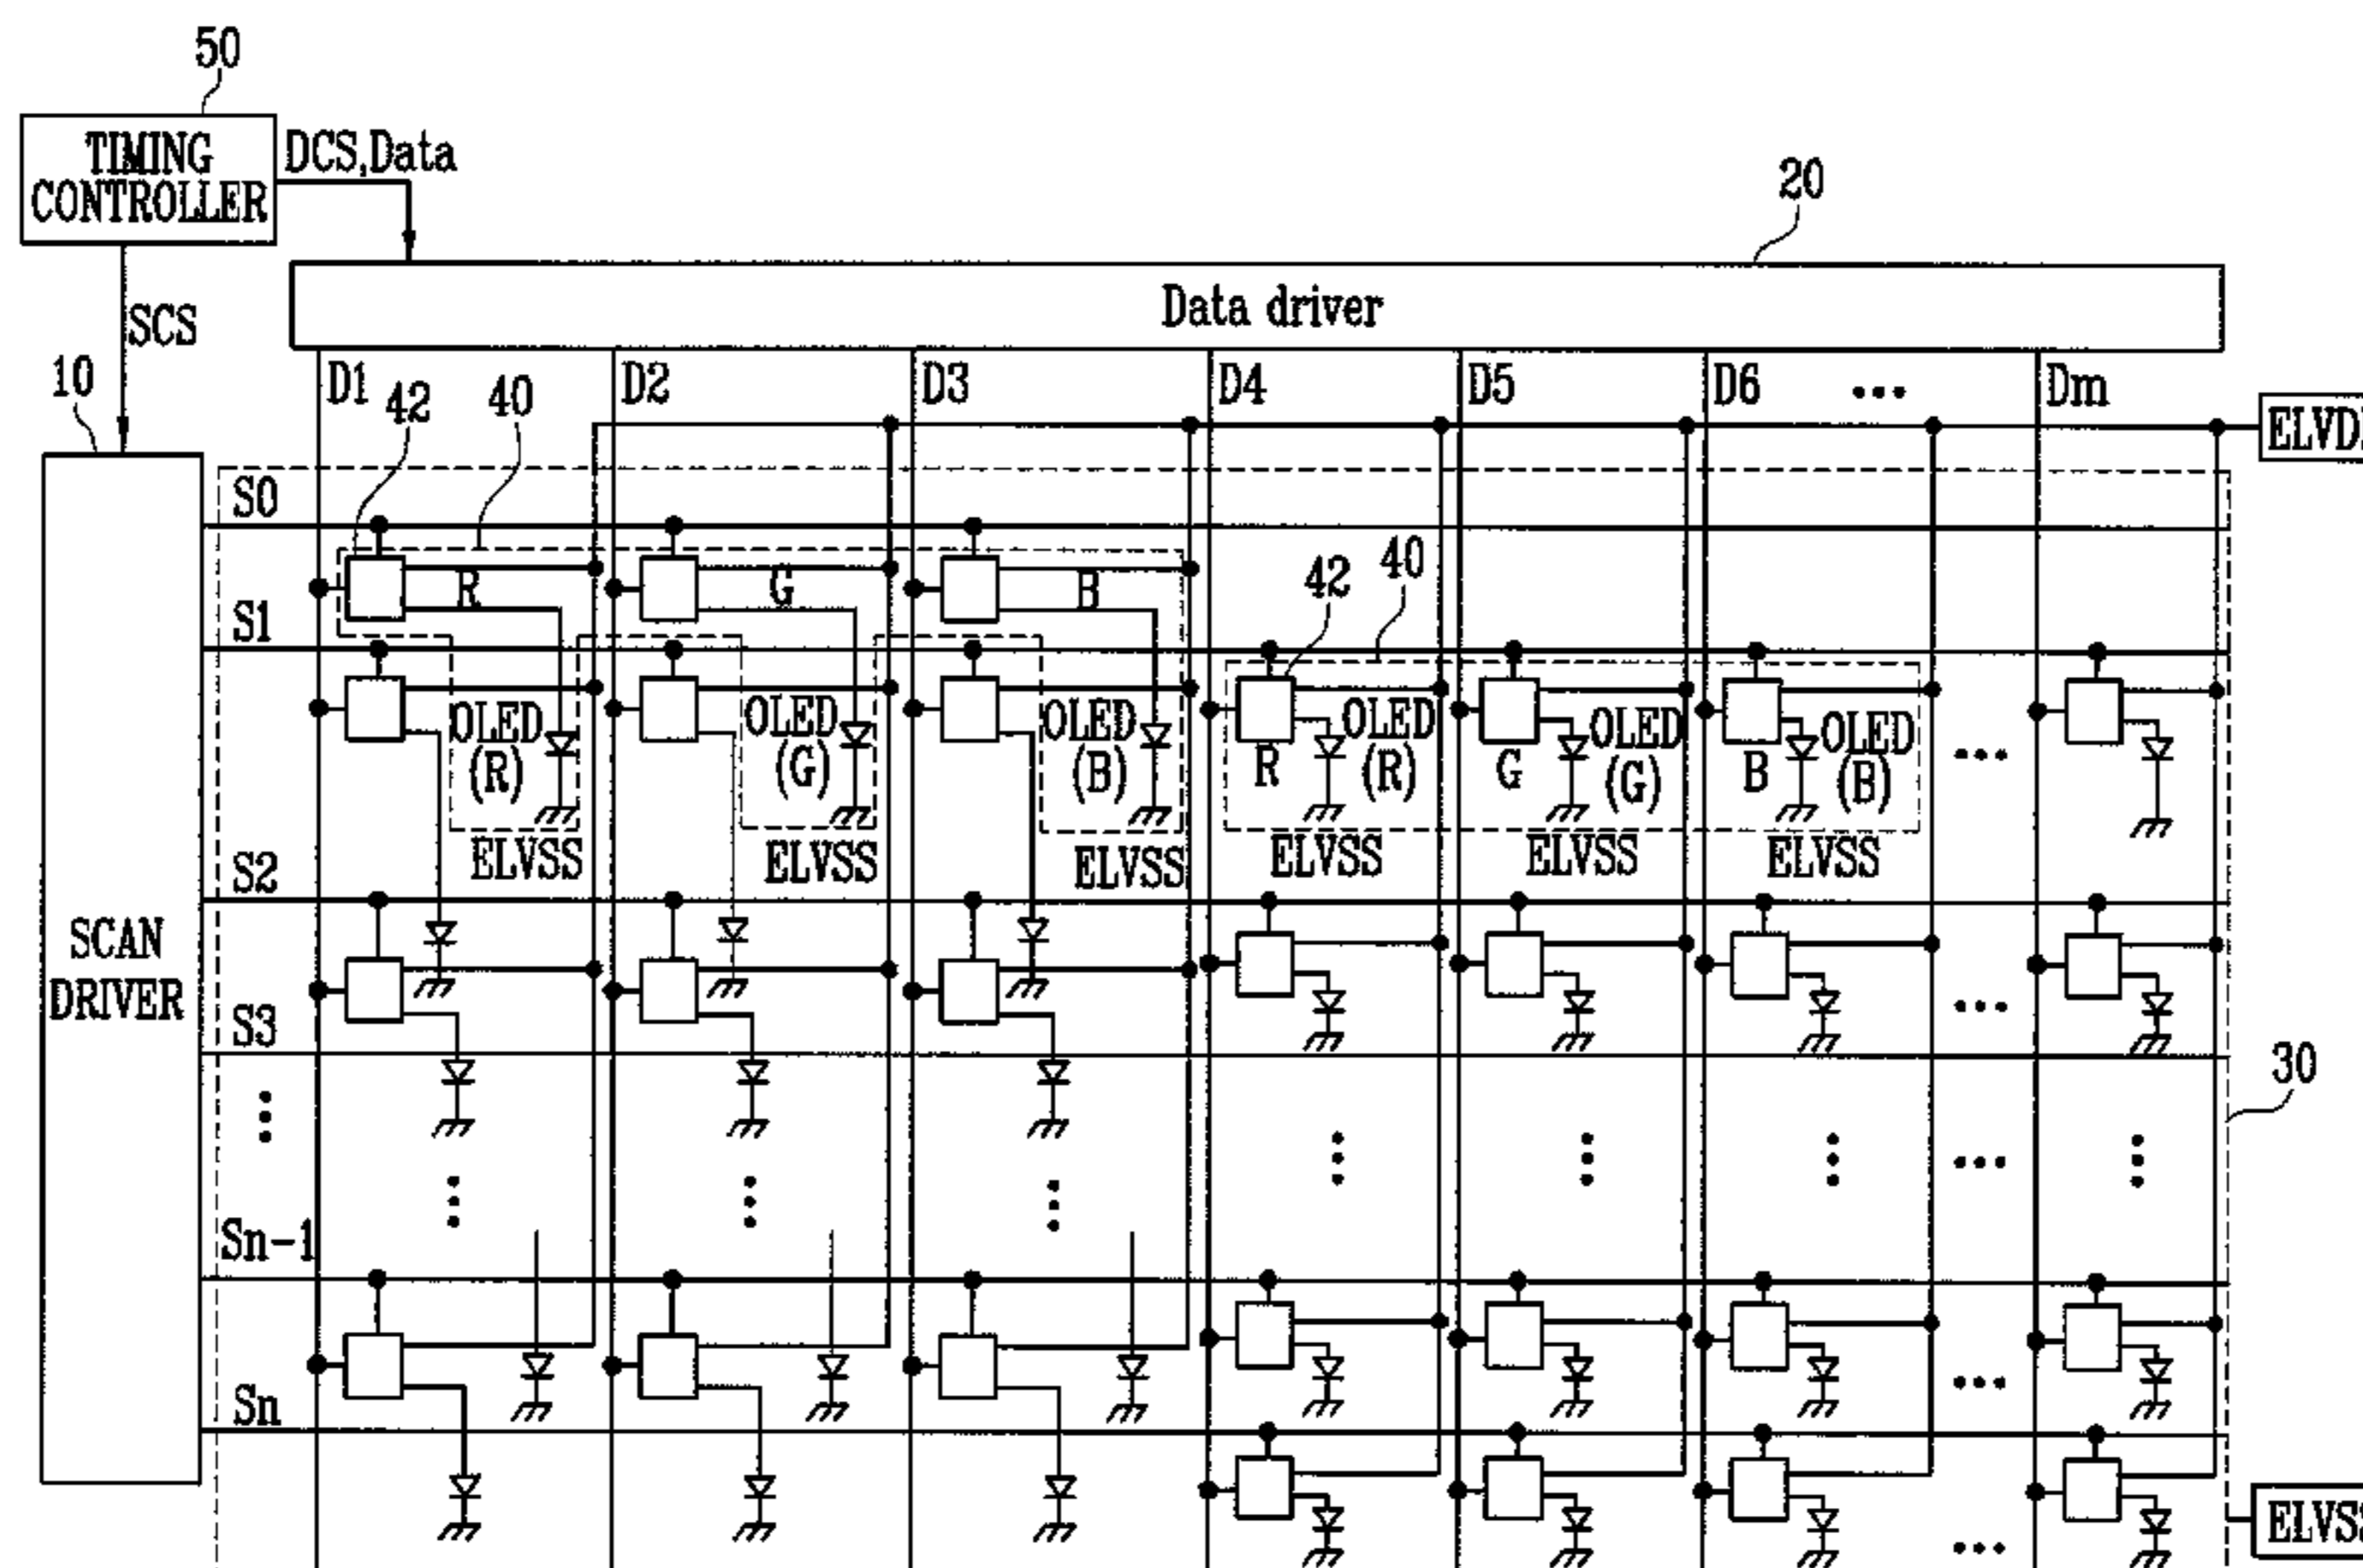 50
TIMING
CONTROLLER
DCS,Data
20
SCS
Data driver
10
42
40
D1
D2
D3
D4
D5
D6
...
Dm
S0
R
G
B
42
40
S1
OLED
(R)
OLED
(G)
OLED
(B)
R
OLED
(R)
G
OLED
(G)
B
OLED
(B)
...
ELVSS
ELVSS
ELVSS
ELVSS
ELVSS
ELVSS
S2
SCAN
DRIVER
S3
...
30
...
Sn-1
Sn
...
...